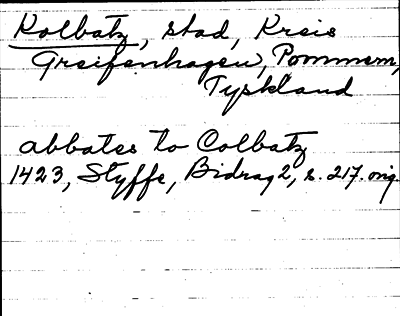 Kolbatz, stad, Kreis
Greifenhagen, Pommern,
Tyskland
abbates to Colbatz
1423, Styffe, Bidrag 2, s. 217. orig.